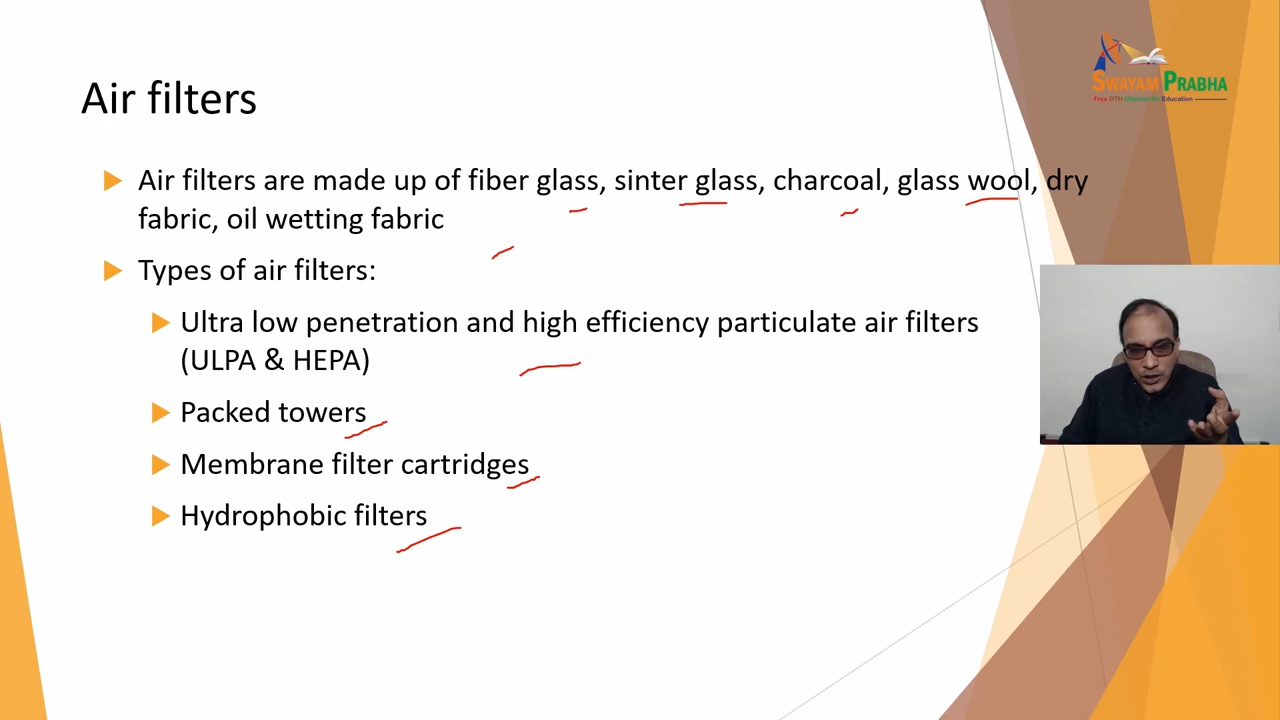 SWAYAM PRABHA
Free DTH Channel for Education
Air filters
Air filters are made up of fiber glass, sinter glass, charcoal, glass wool, dry
fabric, oil wetting fabric
Types of air filters:
Ultra low penetration and high efficiency particulate air filters
(ULPA & HEPA)
Packed towers
Membrane filter cartridges
Hydrophobic filters